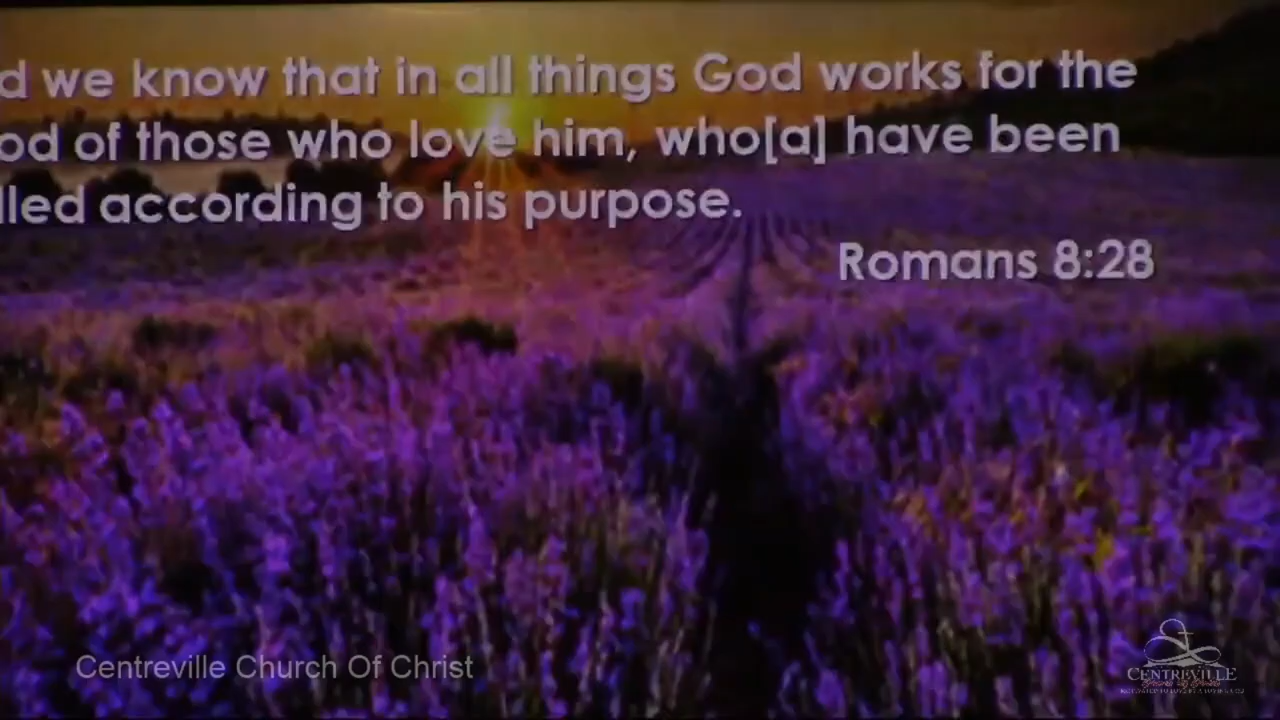 d we know that in all things God works for the
od of those who love him, who[a] have been
lled according to his purpose.
Romans 8:28
Centreville Church Of Christ
CENTREVILLE